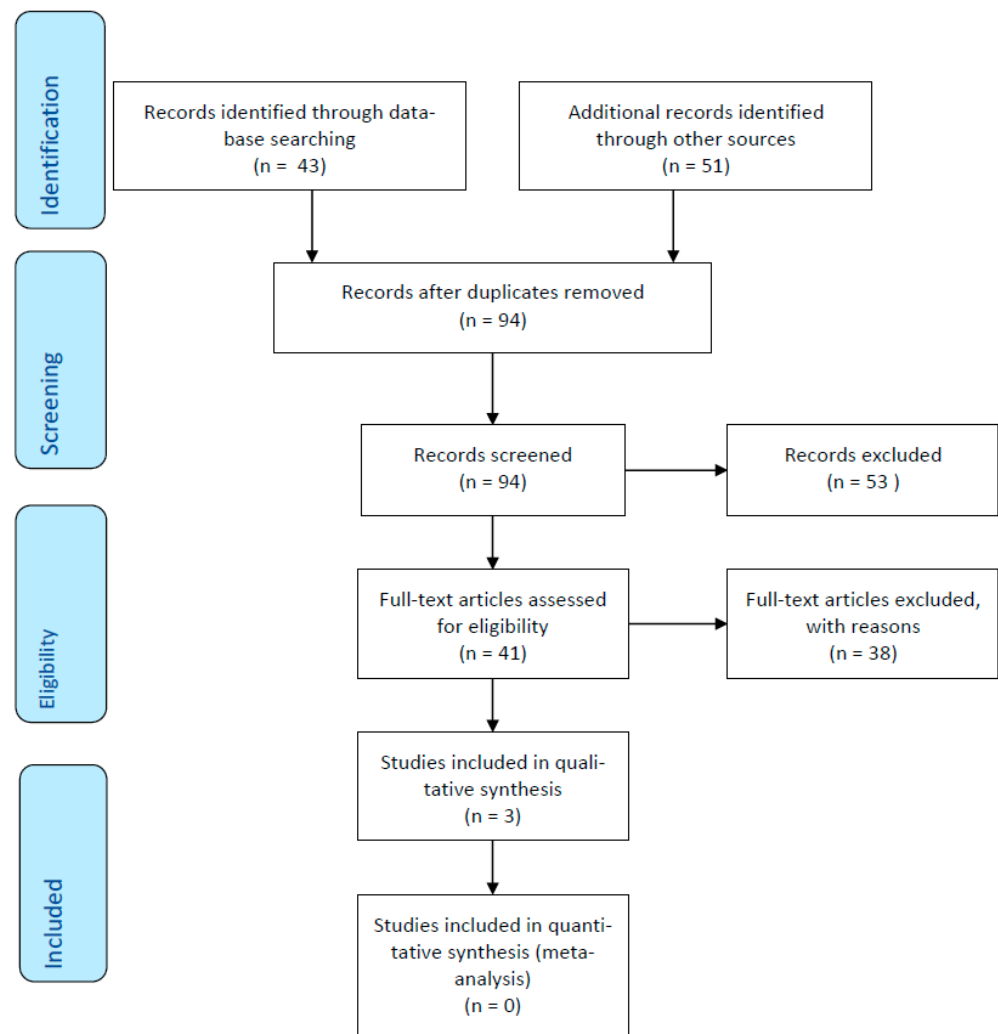 Identification
Records identified through data-
base searching
(n =  43)
Additional records identified
through other sources
(n = 51)
Screening
Records after duplicates removed
(n = 94)
Records screened
(n = 94)
Records excluded
(n = 53 )
Eligibility
Full-text articles assessed
for eligibility
(n = 41)
Full-text articles excluded,
with reasons
(n = 38)
Included
Studies included in quali-
tative synthesis
(n = 3)
Studies included in quanti-
tative synthesis (meta-
analysis)
(n = 0)